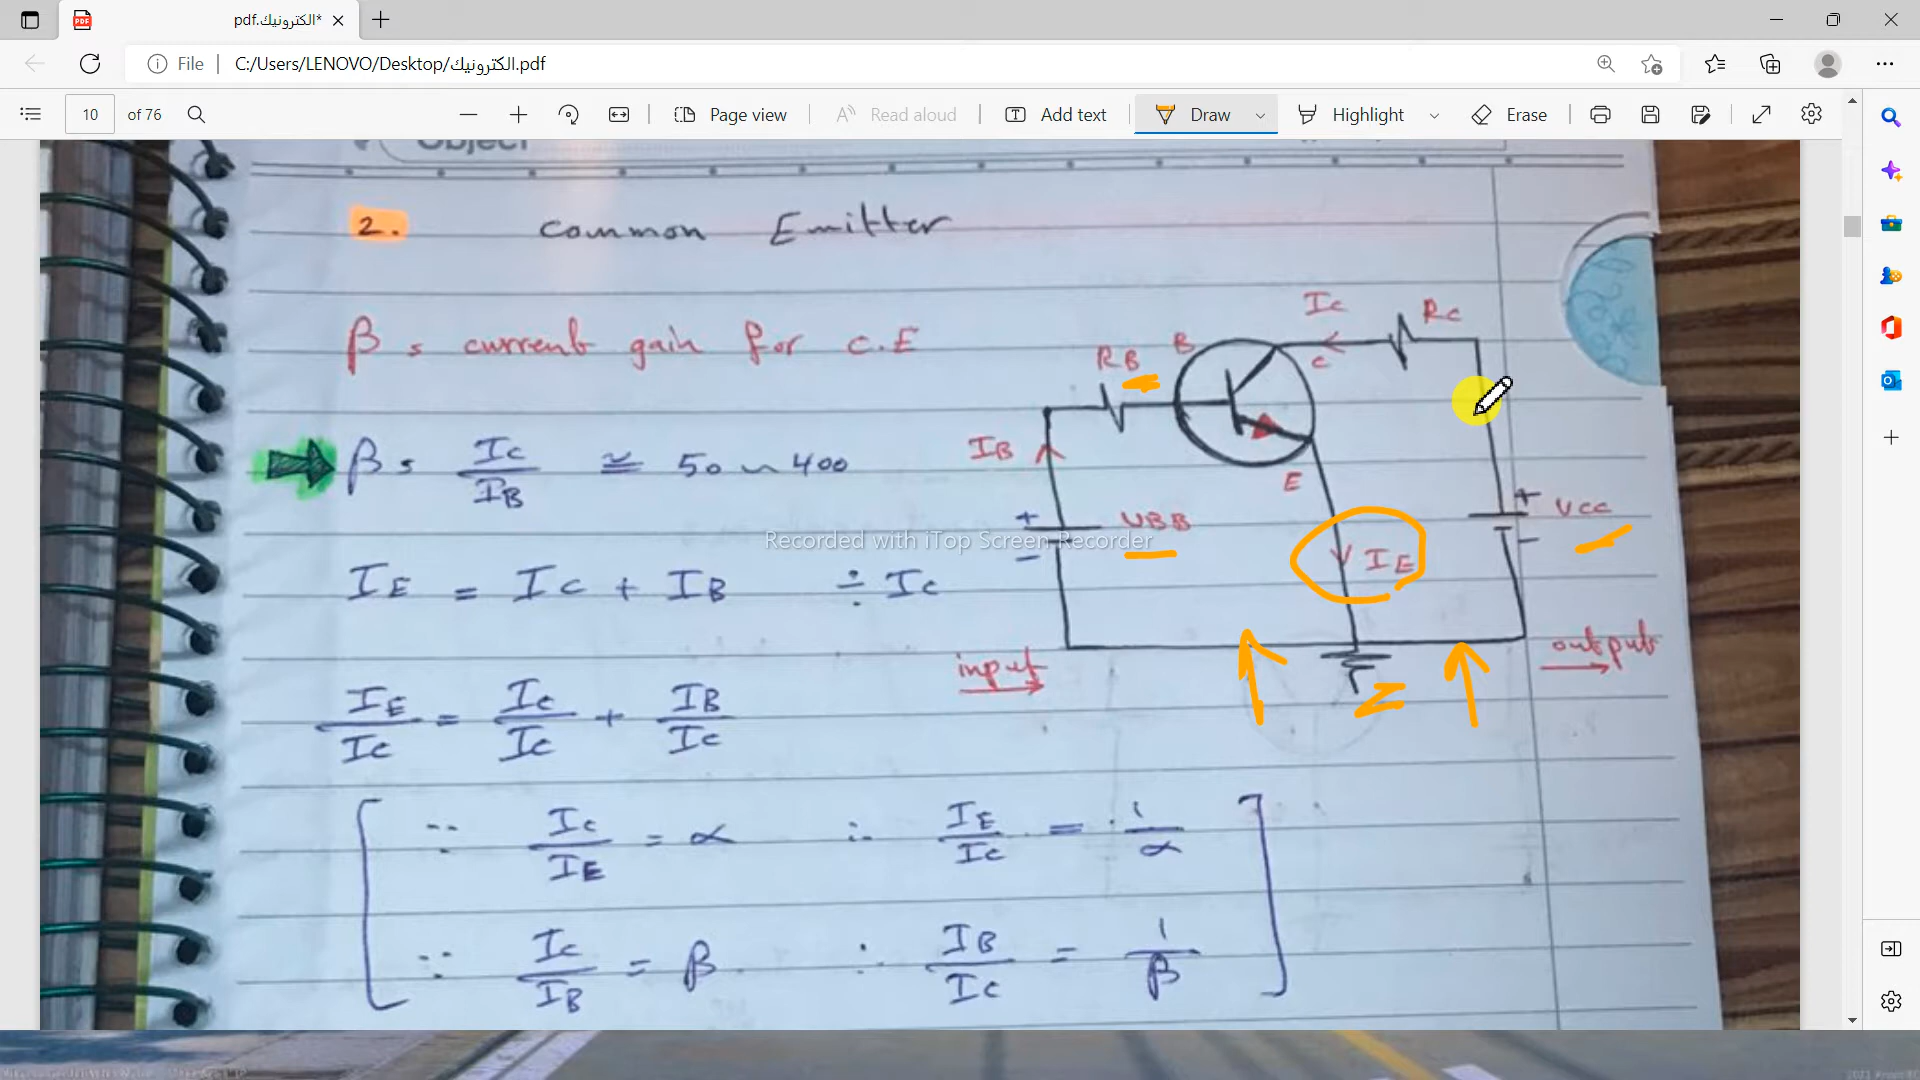 الكترونيك.pdf*
File
C:/Users/LENOVO/Desktop/الكترونيك.pdf
10 of 76
Page view
Read aloud
Add text
Draw
Highlight
Erase
Object
2. Common Emitter
β s current gain for C.E
β s Ic/IB ≅ 50 ~ 400
IE = Ic + IB ÷ Ic
IE/Ic = Ic/Ic + IB/Ic
∵ Ic/IE = α ∴ IE/Ic = 1/α
∵ Ic/IB = β ∴ IB/Ic = 1/β
Ic
Rc
RB
B
C
IB
E
+
VBB
-
IE
+
VCC
-
input
output
Recorded with iTop Screen Recorder